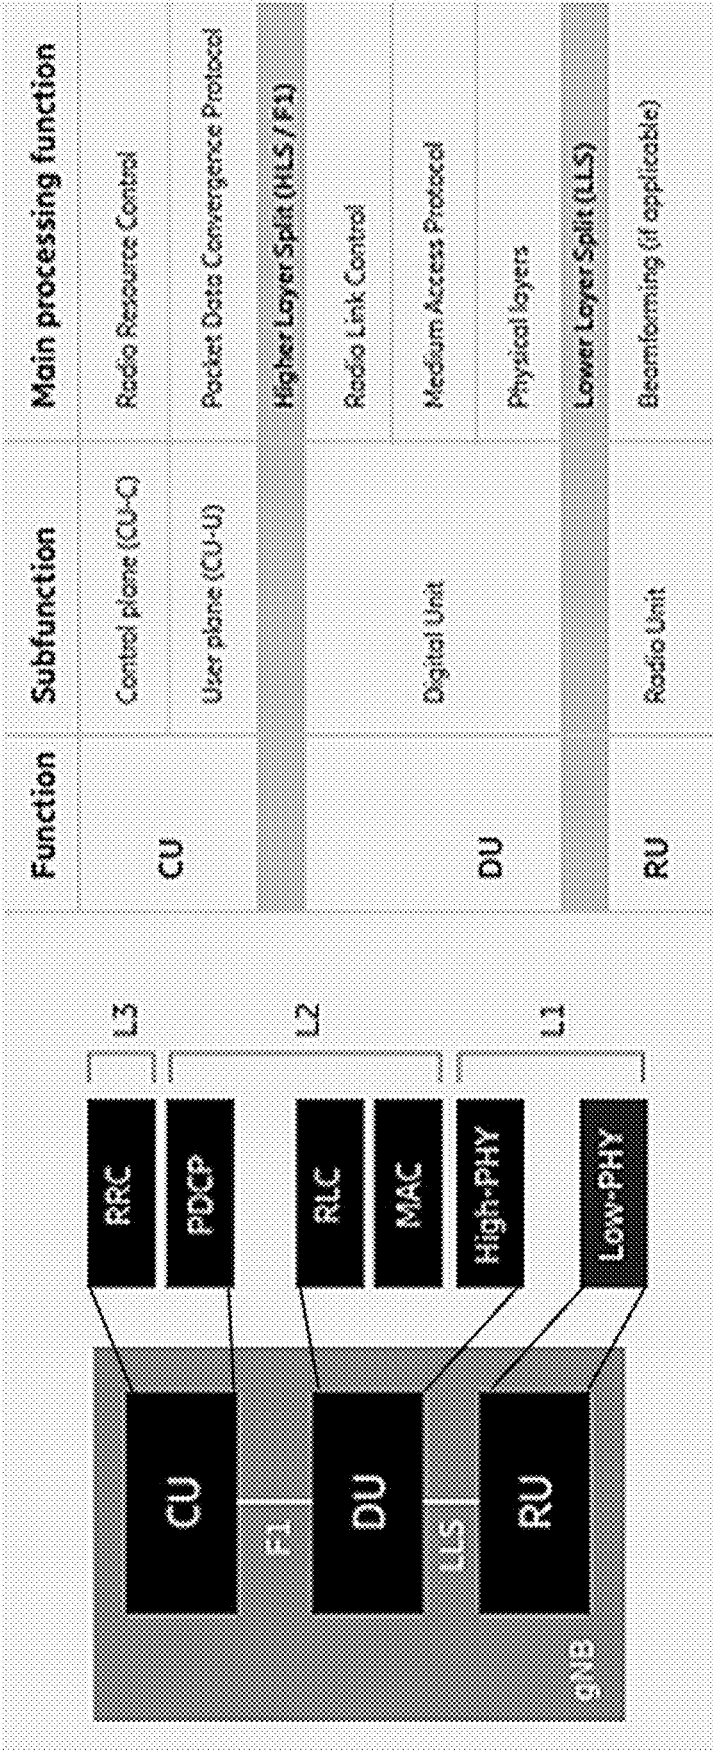 CU
F1
DU
LLS
RU
gNB
RRC
PDCP
RLC
MAC
High-PHY
Low-PHY
L3
L2
L1
Function Subfunction Main processing function
CU
Control plane (CU-C) Radio Resource Control
User plane (CU-U) Packet Data Convergence Protocol
Higher Layer Split (HLS / F1)
Radio Link Control
DU Digital Unit Medium Access Protocol
Physical layers
Lower Layer Split (LLS)
RU Radio Unit Beamforming (if applicable)